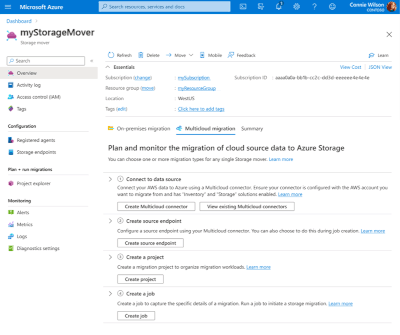 Microsoft Azure
Search resources, services, and docs
Connie Wilson
CONTOSO
Dashboard >
myStorageMover
Storage mover
Search
Overview
Activity log
Access control (IAM)
Tags
Configuration
Registered agents
Storage endpoints
Plan + run migrations
Project explorer
Monitoring
Alerts
Metrics
Logs
Diagnostics settings
Refresh Delete Move Mobile Feedback Learn
Essentials View Cost JSON View
Subscription (change) : mySubscription Subscription ID :
Resource group (move) : myResourceGroup
Location : WestUS
Tags (edit) : Click here to add tags
On-premises migration Multicloud migration Summary
Plan and monitor the migration of cloud source data to Azure Storage
You can choose one or more migration types for any single Storage mover. Learn more
1 Connect to data source
Connect your AWS data to Azure using a Multicloud connector. Ensure your connector is configured with the AWS account you
want to migrate from and has "Inventory" and "Storage" solutions enabled. Learn more
Create Multicloud connector View existing Multicloud connectors
2 Create source endpoint
Configure a source endpoint using your Multicloud connector. You can also choose to do this during job creation. Learn more
Create source endpoint
3 Create a project
Create a migration project to organize migration workloads. Learn more
Create project
4 Create a job
Create a job to capture the specific details of a migration. Run a job to initiate a storage migration. Learn more
Create job